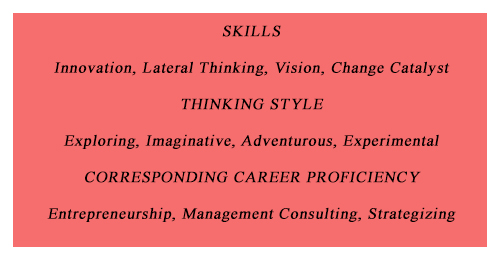 SKILLS
Innovation, Lateral Thinking, Vision, Change Catalyst
THINKING STYLE
Exploring, Imaginative, Adventurous, Experimental
CORRESPONDING CAREER PROFICIENCY
Entrepreneurship, Management Consulting, Strategizing